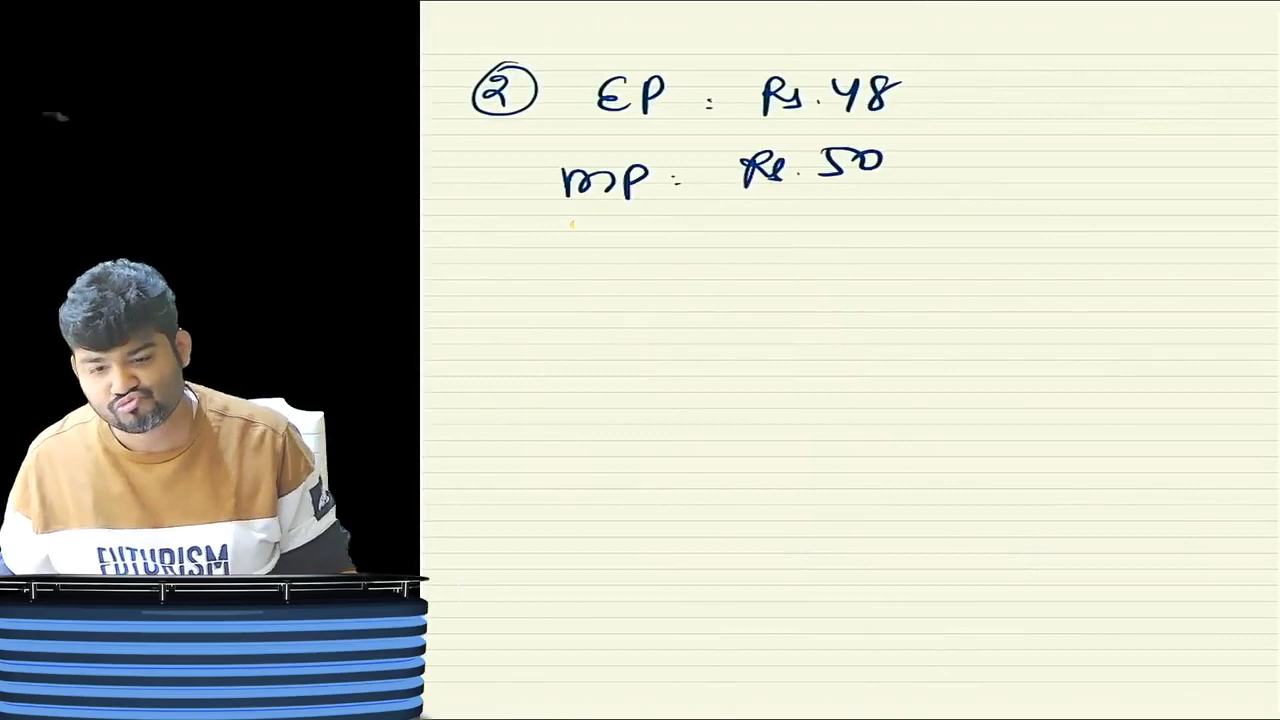 ② EP : Rs. 48
MP : Rs. 50
FUTURISM